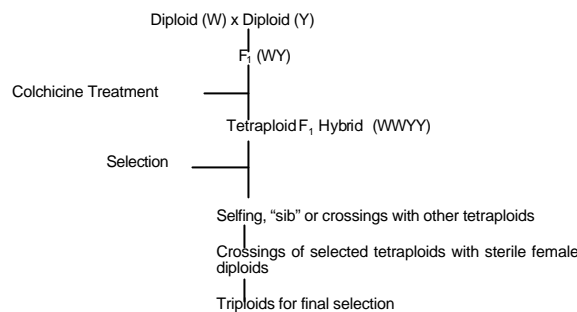 Diploid (W) x Diploid (Y)
F₁ (WY)
Colchicine Treatment
Tetraploid F₁ Hybrid (WWYY)
Selection
Selfing, “sib” or crossings with other tetraploids
Crossings of selected tetraploids with sterile female
diploids
Triploids for final selection